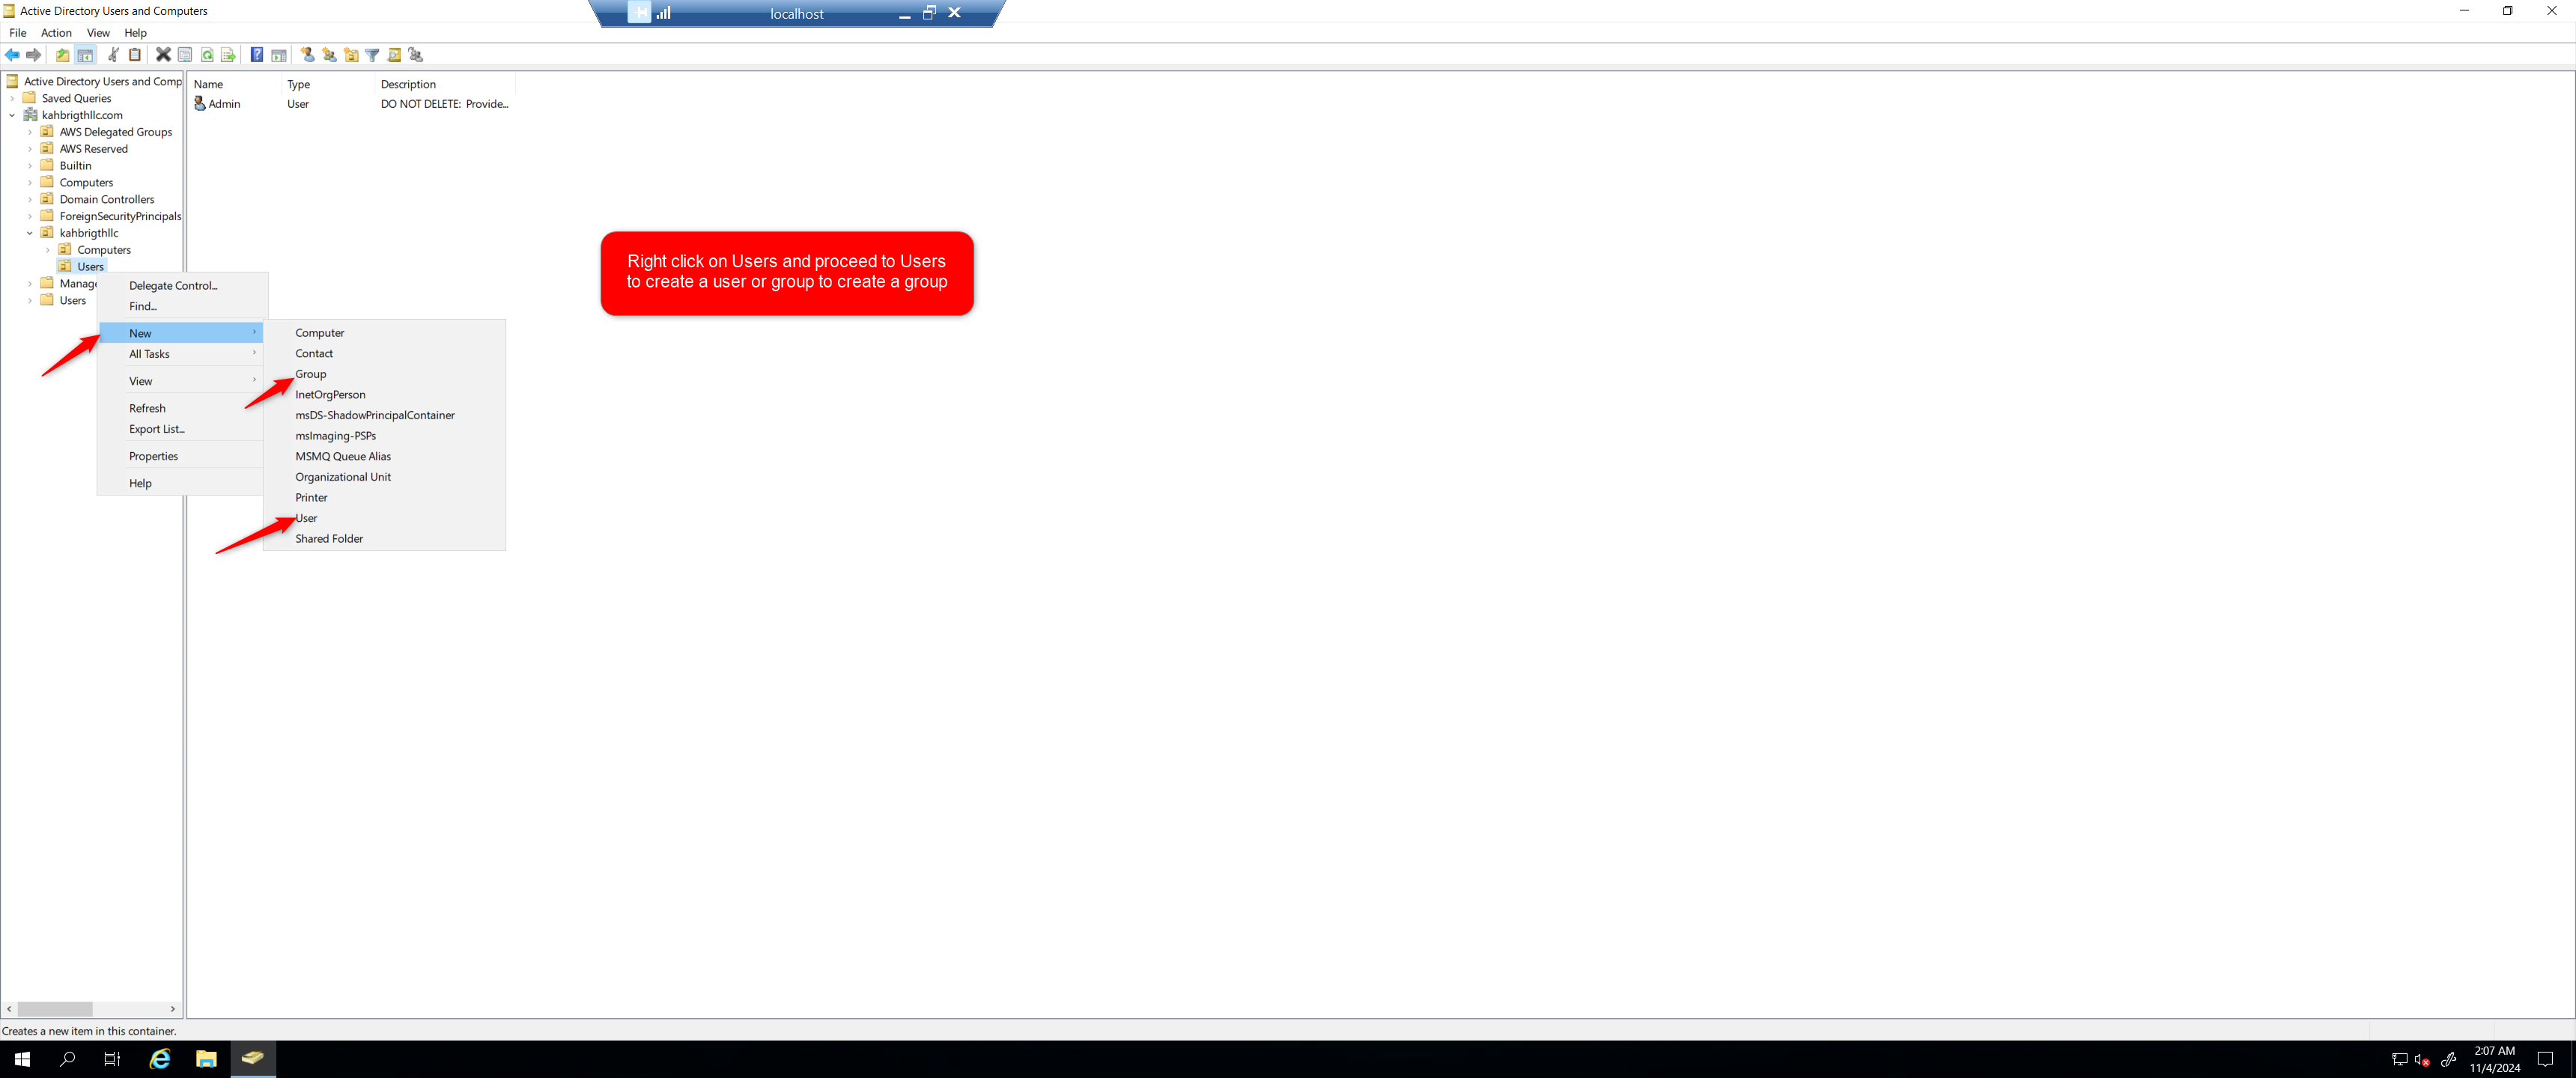 Active Directory Users and Computers
localhost
File Action View Help
Active Directory Users and Comp
Saved Queries
kahbrigthllc.com
AWS Delegated Groups
AWS Reserved
Builtin
Computers
Domain Controllers
ForeignSecurityPrincipals
kahbrigthllc
Computers
Users
Manage
Users
Name Type Description
Admin User DO NOT DELETE: Provide...
Delegate Control...
Find...
New
All Tasks
View
Refresh
Export List...
Properties
Help
Computer
Contact
Group
InetOrgPerson
msDS-ShadowPrincipalContainer
msImaging-PSPs
MSMQ Queue Alias
Organizational Unit
Printer
User
Shared Folder
Right click on Users and proceed to Users
to create a user or group to create a group
Creates a new item in this container.
2:07 AM
11/4/2024